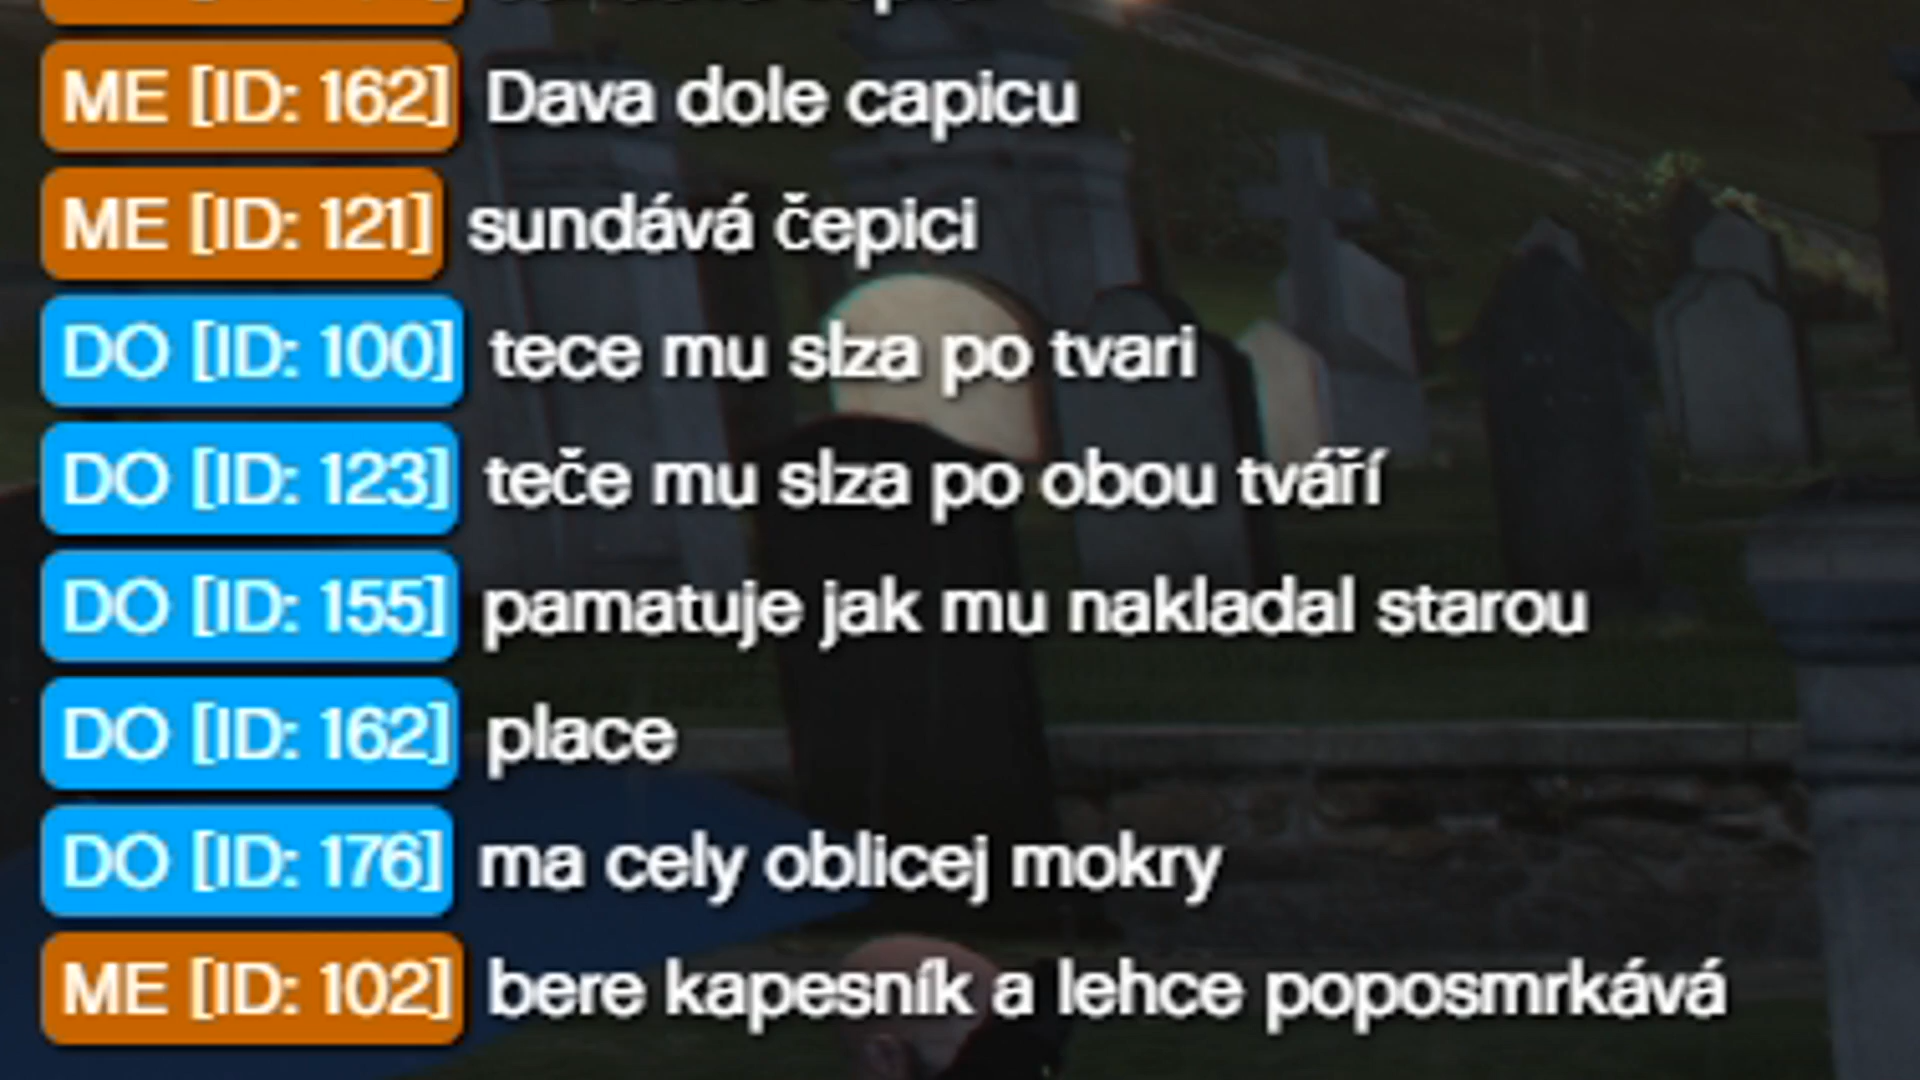 ME [ID: 162] Dava dole capicu
ME [ID: 121] sundává čepici
DO [ID: 100] tece mu slza po tvari
DO [ID: 123] teče mu slza po obou tváří
DO [ID: 155] pamatuje jak mu nakladal starou
DO [ID: 162] place
DO [ID: 176] ma cely oblicej mokry
ME [ID: 102] bere kapesník a lehce poposmrkává